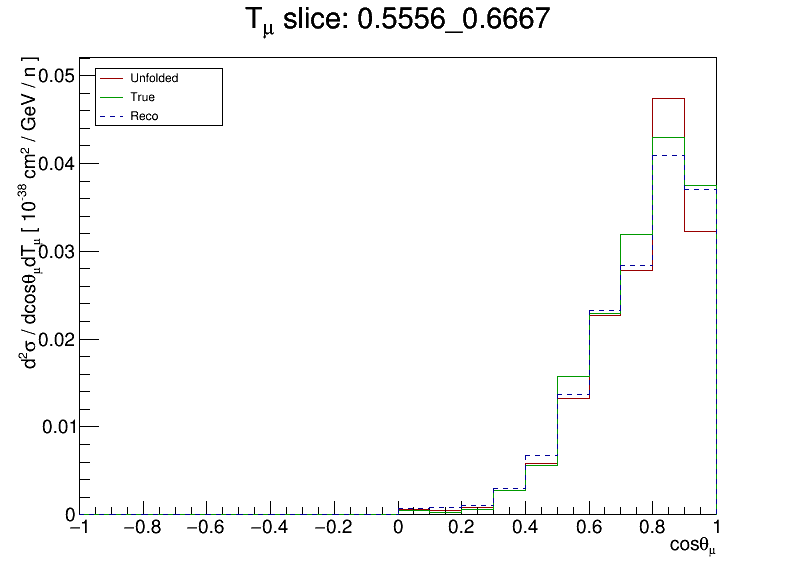 Tμ slice: 0.5556_0.6667
d²σ / dcosθμdTμ [ 10⁻³⁸ cm² / GeV / n ]
0.05
0.04
0.03
0.02
0.01
0
Unfolded
True
Reco
−1 −0.8 −0.6 −0.4 −0.2 0 0.2 0.4 0.6 0.8 1
cosθμ